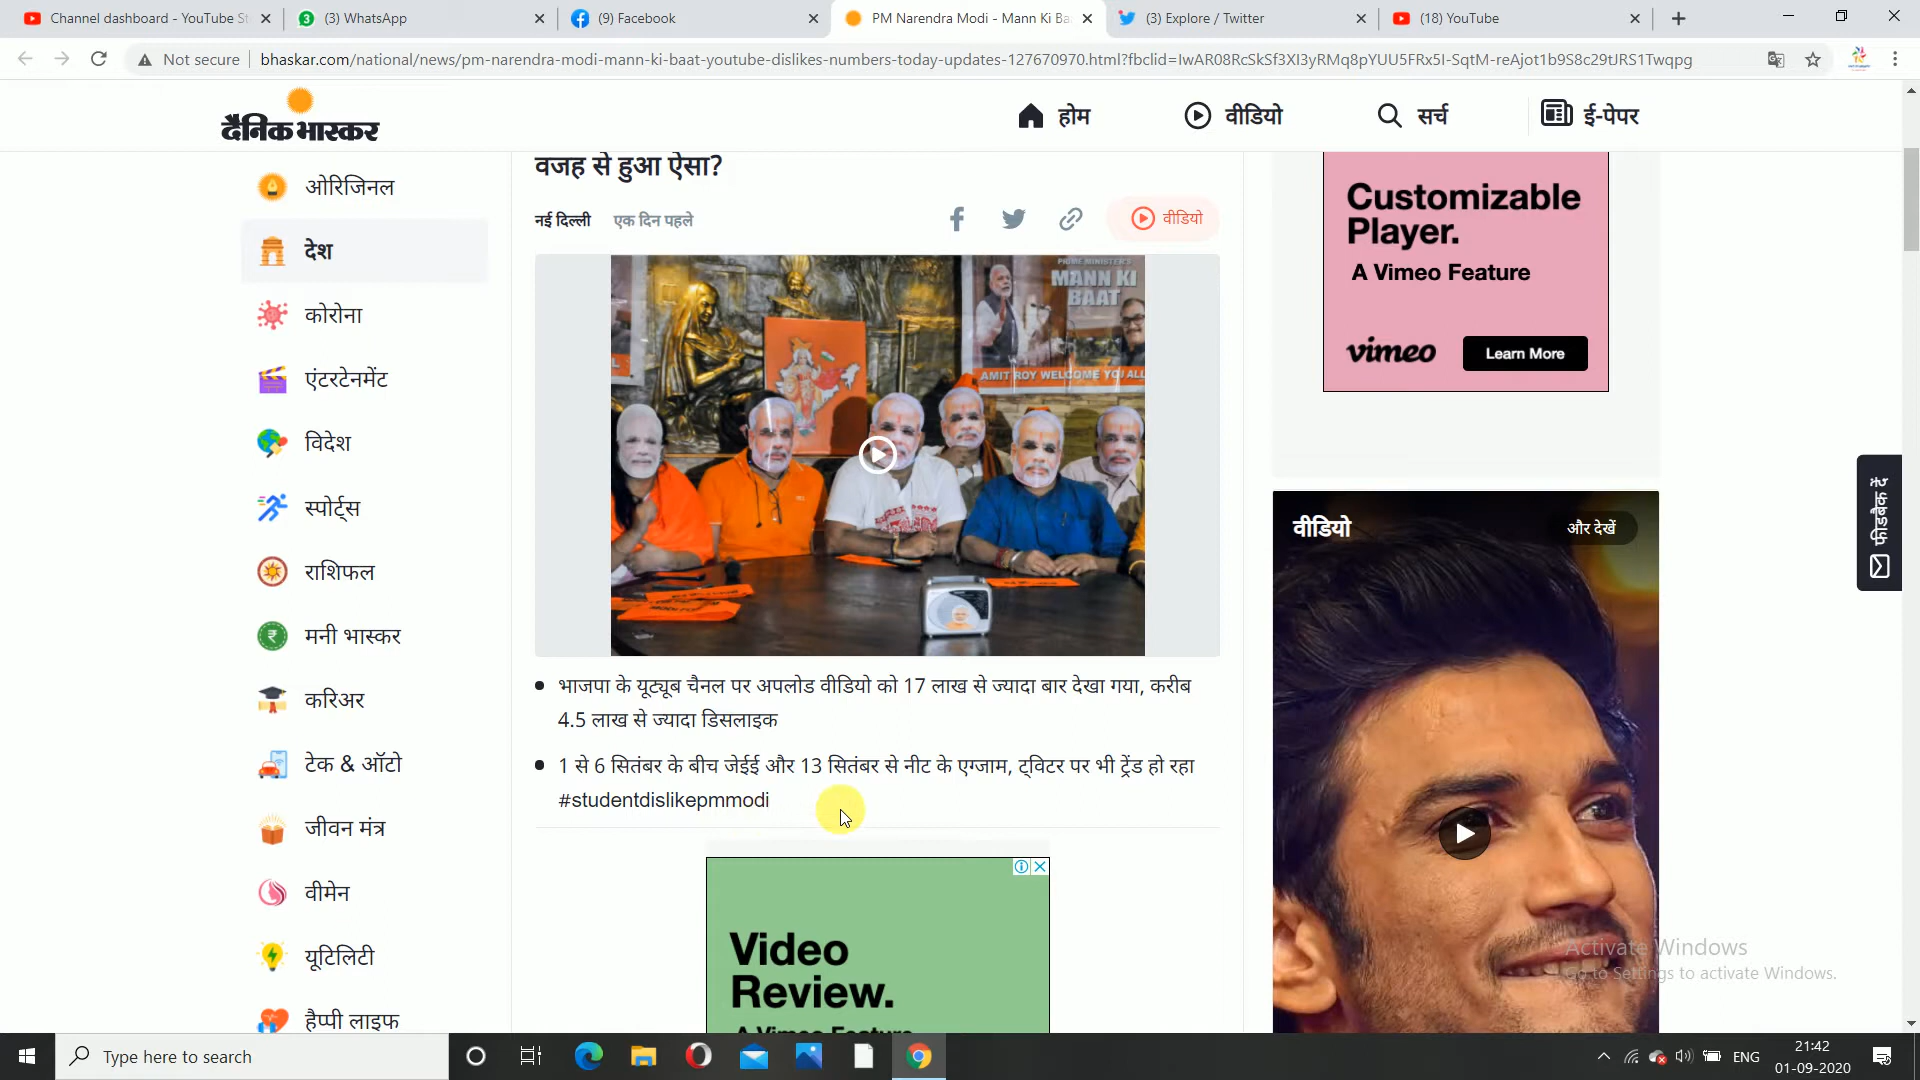 Channel dashboard - YouTube St
(3) WhatsApp
(9) Facebook
PM Narendra Modi - Mann Ki Ba
(3) Explore / Twitter
(18) YouTube
Not secure
bhaskar.com/national/news/pm-narendra-modi-mann-ki-baat-youtube-dislikes-numbers-today-updates-127670970.html?fbclid=IwAR08RcSkSf3XI3yRMq8pYUU5FRx5I-SqtM-reAjot1b9S8c29tJRS1Twqpg
दैनिक भास्कर
होम
वीडियो
सर्च
ई-पेपर
ओरिजिनल
देश
कोरोना
एंटरटेनमेंट
विदेश
स्पोर्ट्स
राशिफल
मनी भास्कर
करिअर
टेक & ऑटो
जीवन मंत्र
वीमेन
यूटिलिटी
हैप्पी लाइफ
वजह से हुआ ऐसा?
नई दिल्ली एक दिन पहले
वीडियो
PRIME MINISTER'S
MANN KI
BAAT
AMIT ROY WELCOME YOU ALL
भाजपा के यूट्यूब चैनल पर अपलोड वीडियो को 17 लाख से ज्यादा बार देखा गया, करीब
4.5 लाख से ज्यादा डिसलाइक
1 से 6 सितंबर के बीच जेईई और 13 सितंबर से नीट के एग्जाम, ट्विटर पर भी ट्रेंड हो रहा
#studentdislikepmmodi
Video
Review.
A Vimeo Feature
Customizable
Player.
A Vimeo Feature
vimeo
Learn More
वीडियो
और देखें
फीडबैक दें
Activate Windows
Go to Settings to activate Windows.
Type here to search
ENG
21:42
01-09-2020